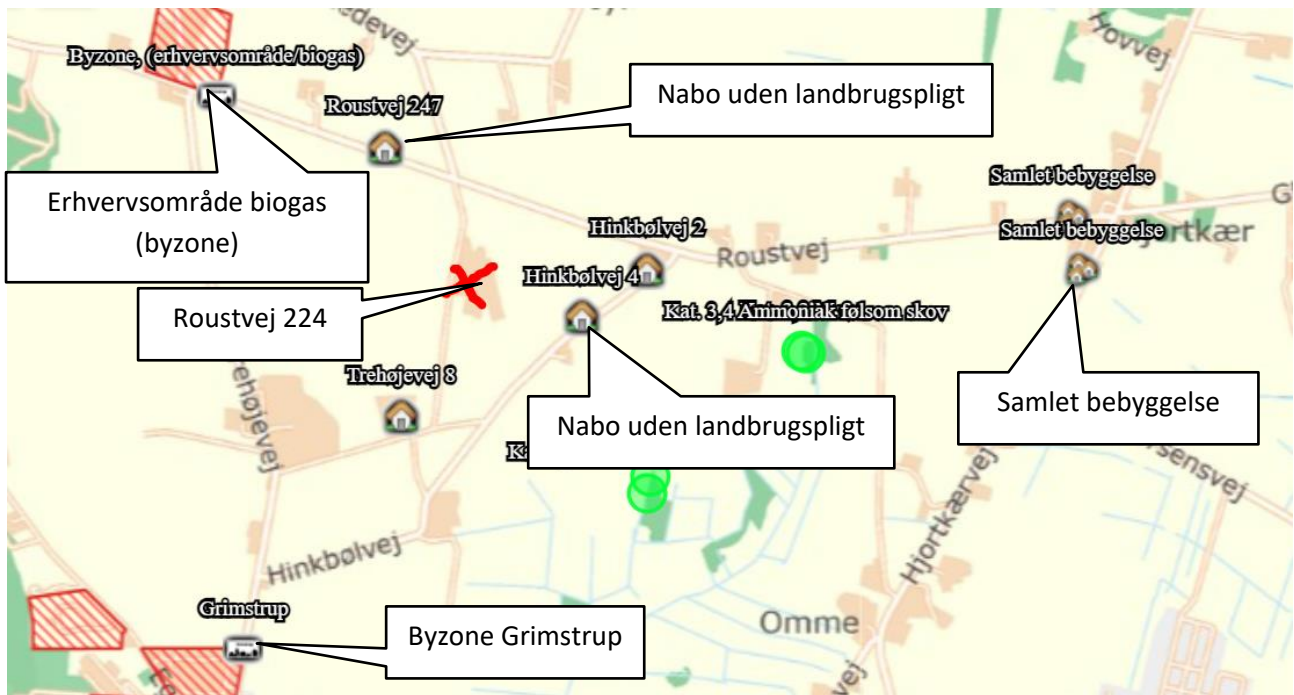 Hovvej
Byzone, (erhvervsområde/biogas)
Nabo uden landbrugspligt
Roustvej 247
Samlet bebyggelse
Erhvervsområde biogas
(byzone)
Hinkbølvej 2
Samlet bebyggelse
Hjortkær
Roustvej
Hinkbølvej 4
Roustvej 224
Kat. 3,4 Ammoniak følsom skov
Trehøjevej 8
Trehøjevej
Nabo uden landbrugspligt
Samlet bebyggelse
Hjortkærvej
Hinkbølvej
Grimstrup
Byzone Grimstrup
Omme